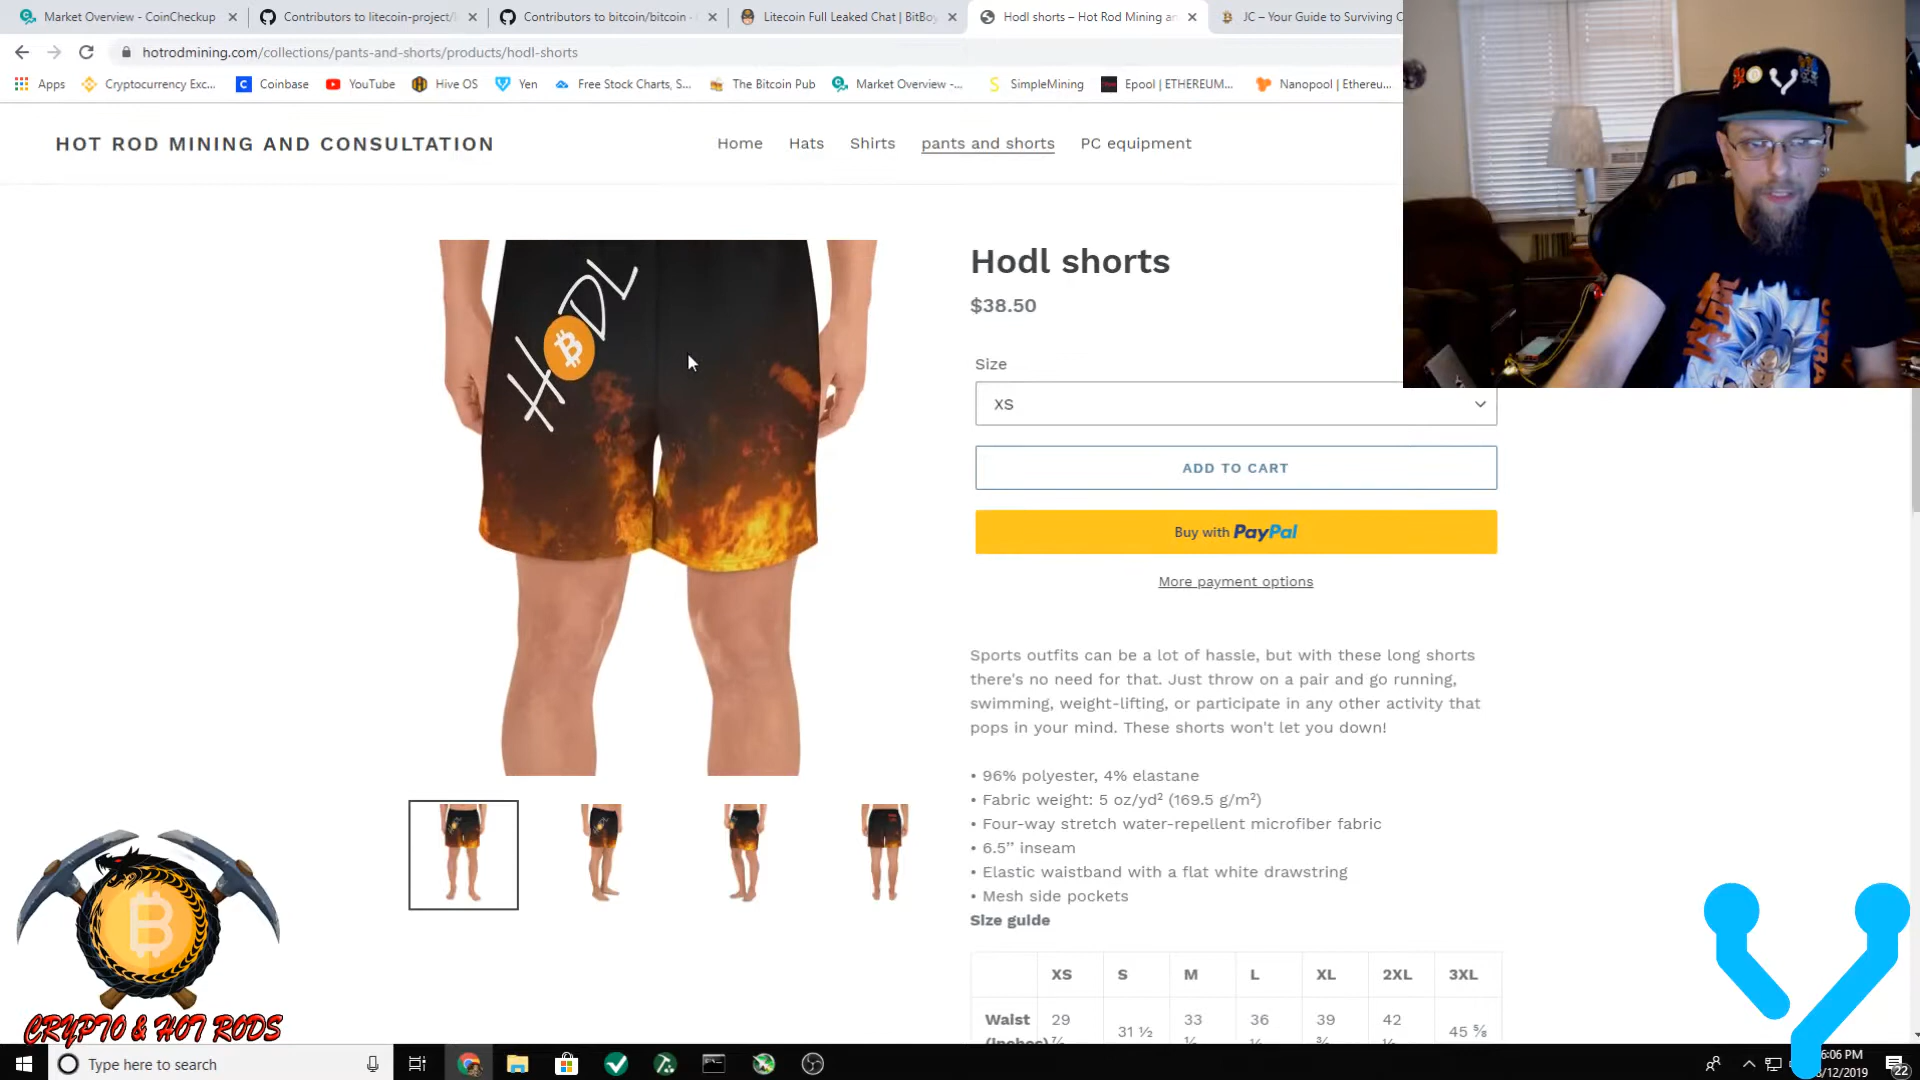 Market Overview - CoinCheckup
Contributors to litecoin-project/l
Contributors to bitcoin/bitcoin ·
Litecoin Full Leaked Chat | BitBoy
Hodl shorts – Hot Rod Mining an
JC – Your Guide to Surviving C
hotrodmining.com/collections/pants-and-shorts/products/hodl-shorts
Apps
Cryptocurrency Exc...
Coinbase
YouTube
Hive OS
Yen
Free Stock Charts, S...
The Bitcoin Pub
Market Overview -...
SimpleMining
Epool | ETHEREUM...
Nanopool | Ethereu...
HOT ROD MINING AND CONSULTATION
Home
Hats
Shirts
pants and shorts
PC equipment
Hodl shorts
$38.50
HODL
Size
XS
ADD TO CART
Buy with PayPal
More payment options
Sports outfits can be a lot of hassle, but with these long shorts
there's no need for that. Just throw on a pair and go running,
swimming, weight-lifting, or participate in any other activity that
pops in your mind. These shorts won't let you down!
• 96% polyester, 4% elastane
• Fabric weight: 5 oz/yd² (169.5 g/m²)
• Four-way stretch water-repellent microfiber fabric
• 6.5’’ inseam
• Elastic waistband with a flat white drawstring
• Mesh side pockets
Size guide
XS S M L XL 2XL 3XL
Waist 29 31 ½ 33 36 39 42 45 ⅝
CRYPTO & HOT RODS
Type here to search
6:06 PM
/12/2019
22